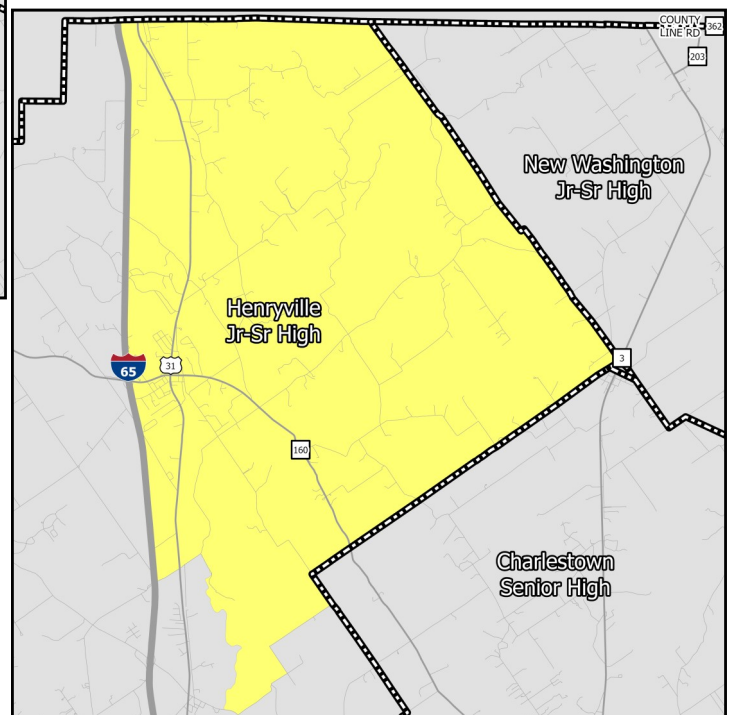 COUNTY
LINE RD
362
203
New Washington
Jr-Sr High
Henryville
Jr-Sr High
3
65
31
160
Charlestown
Senior High